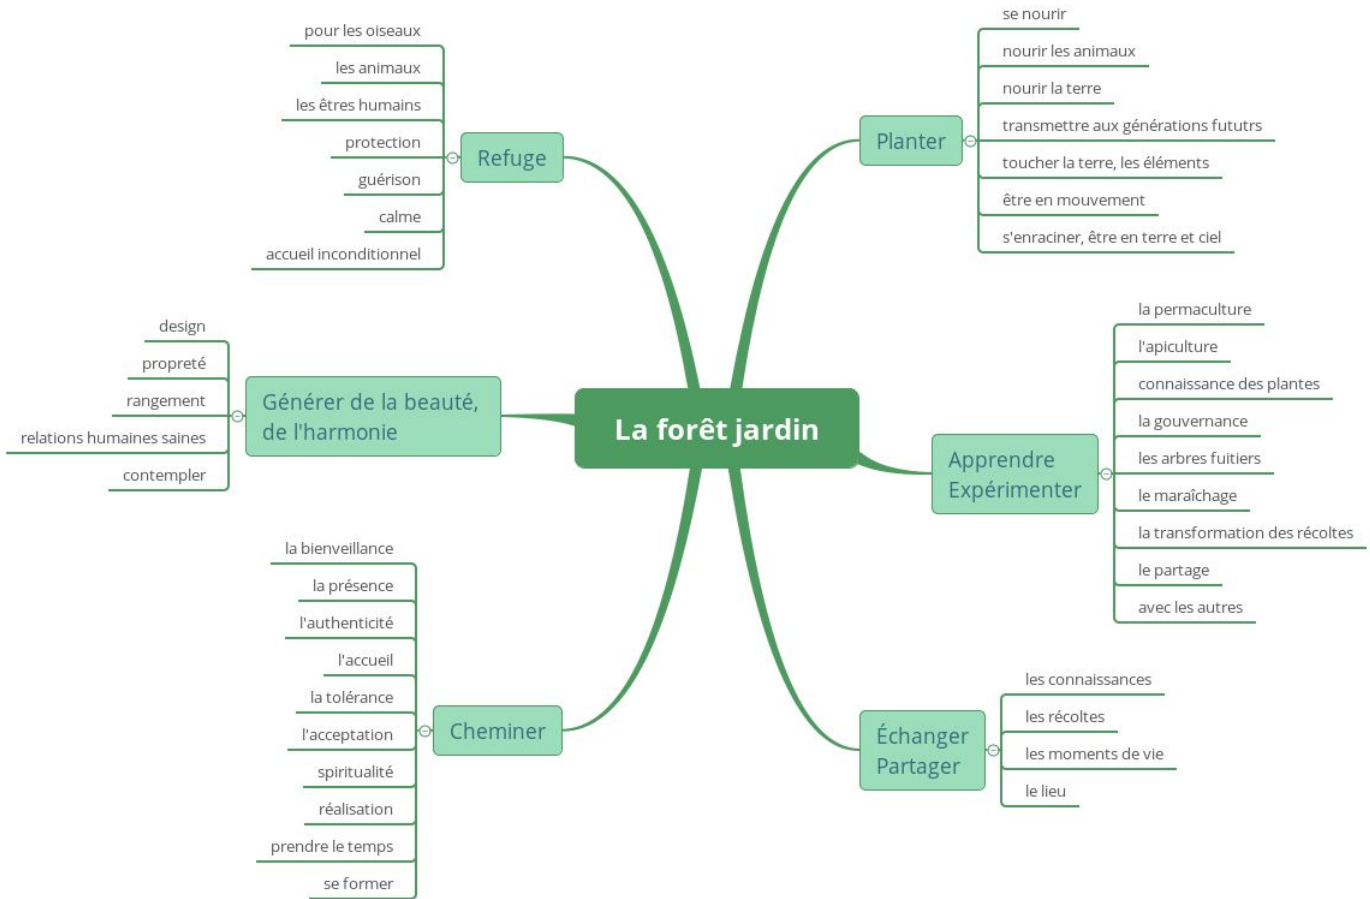 La forêt jardin
Refuge
pour les oiseaux
les animaux
les êtres humains
protection
guérison
calme
accueil inconditionnel
Générer de la beauté,
de l'harmonie
design
propreté
rangement
relations humaines saines
contempler
Cheminer
la bienveillance
la présence
l'authenticité
l'accueil
la tolérance
l'acceptation
spiritualité
réalisation
prendre le temps
se former
Planter
se nourir
nourir les animaux
nourir la terre
transmettre aux générations fututrs
toucher la terre, les éléments
être en mouvement
s'enraciner, être en terre et ciel
Apprendre
Expérimenter
la permaculture
l'apiculture
connaissance des plantes
la gouvernance
les arbres fuitiers
le maraîchage
la transformation des récoltes
le partage
avec les autres
Échanger
Partager
les connaissances
les récoltes
les moments de vie
le lieu